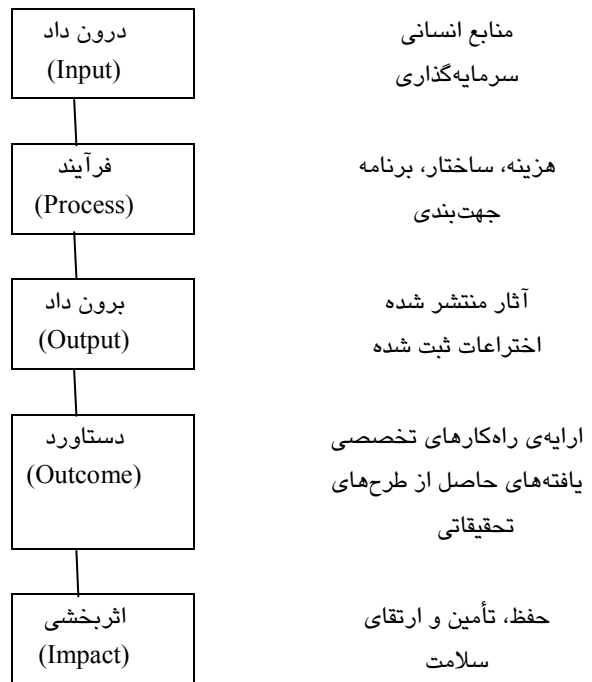 درون داد
(Input)
منابع انسانی
سرمایه‌گذاری
فرآیند
(Process)
هزینه، ساختار، برنامه
جهت‌بندی
برون داد
(Output)
آثار منتشر شده
اختراعات ثبت شده
دستاورد
(Outcome)
ارایه‌ی راه‌کارهای تخصصی
یافته‌های حاصل از طرح‌های
تحقیقاتی
اثربخشی
(Impact)
حفظ، تأمین و ارتقای
سلامت